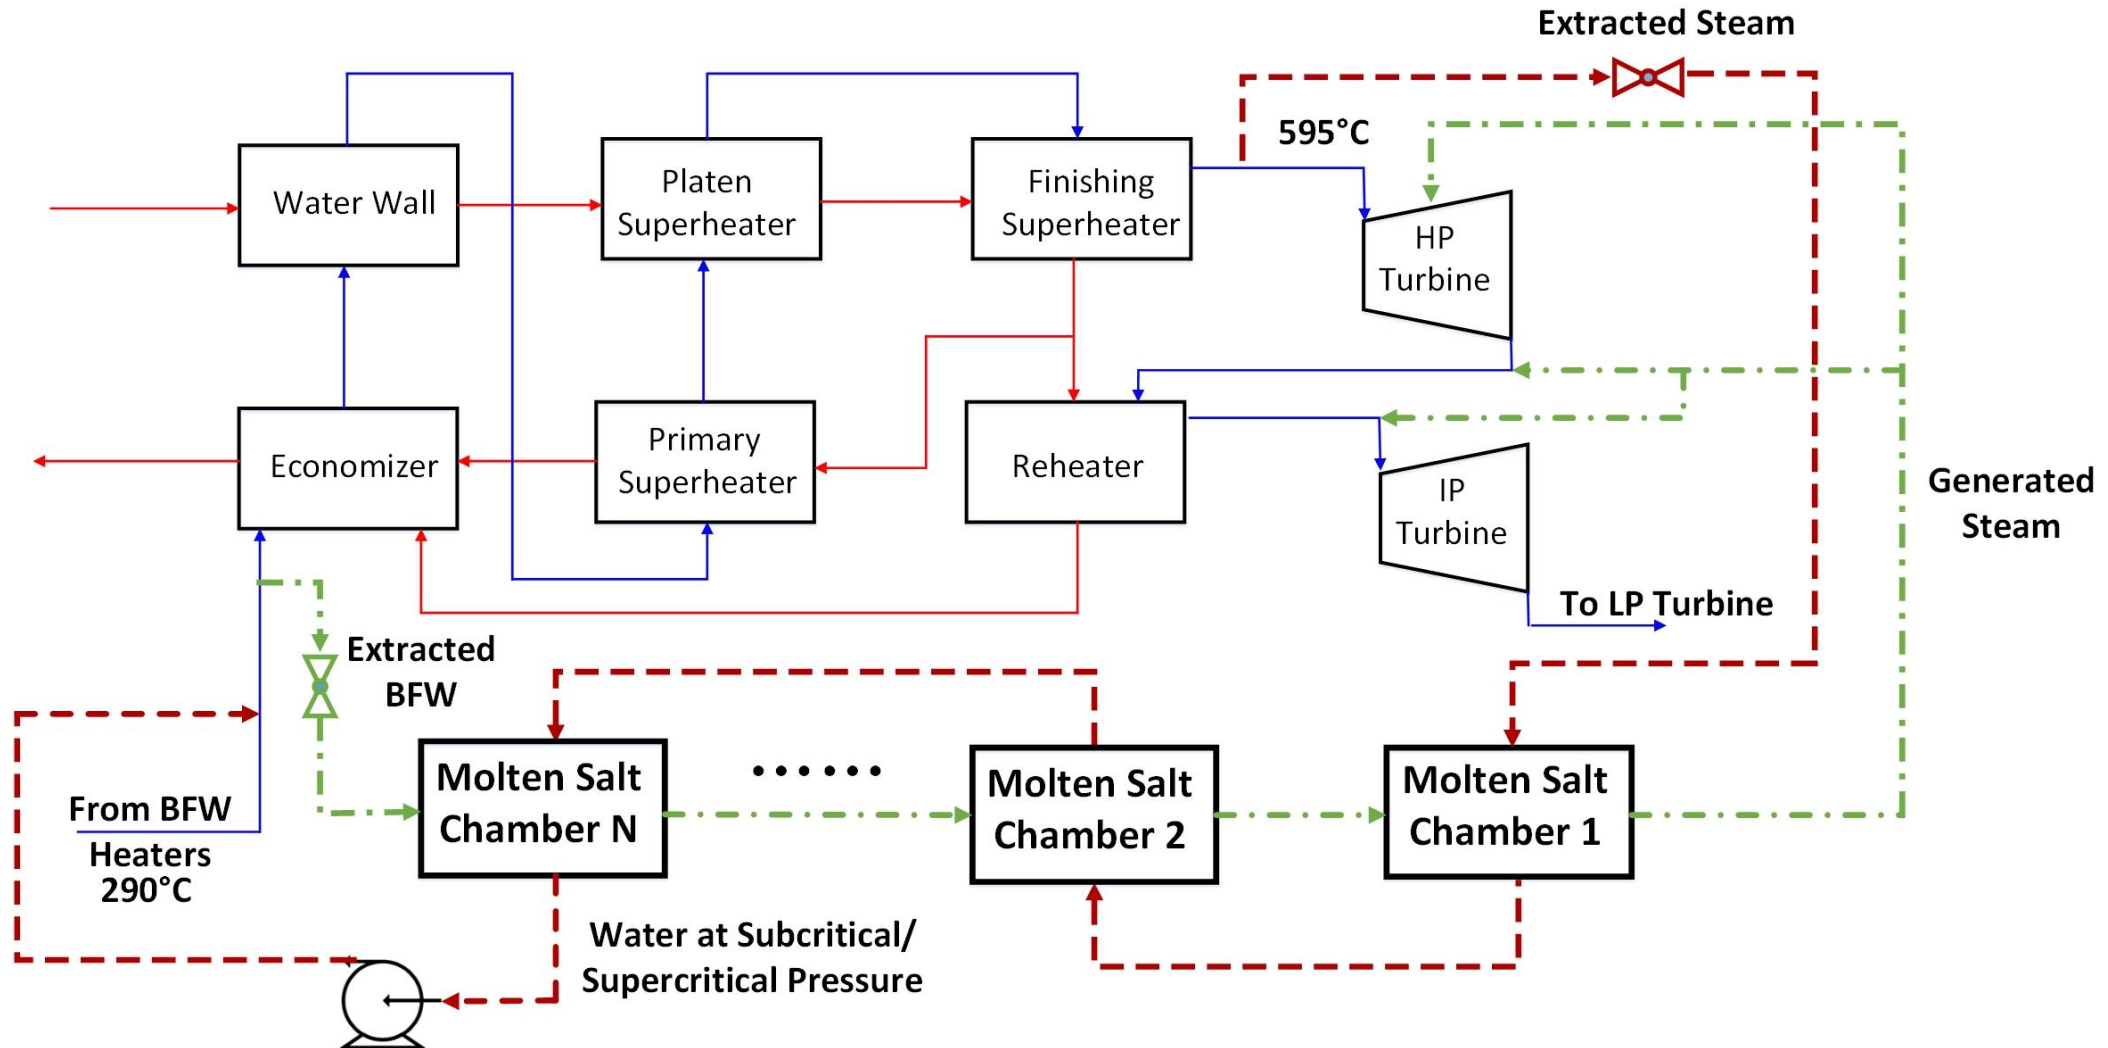 Extracted Steam
595°C
Water Wall
Platen
Superheater
Finishing
Superheater
HP
Turbine
Economizer
Primary
Superheater
Reheater
IP
Turbine
Generated
Steam
To LP Turbine
Extracted
BFW
From BFW
Heaters
290°C
Molten Salt
Chamber N
......
Molten Salt
Chamber 2
Molten Salt
Chamber 1
Water at Subcritical/
Supercritical Pressure